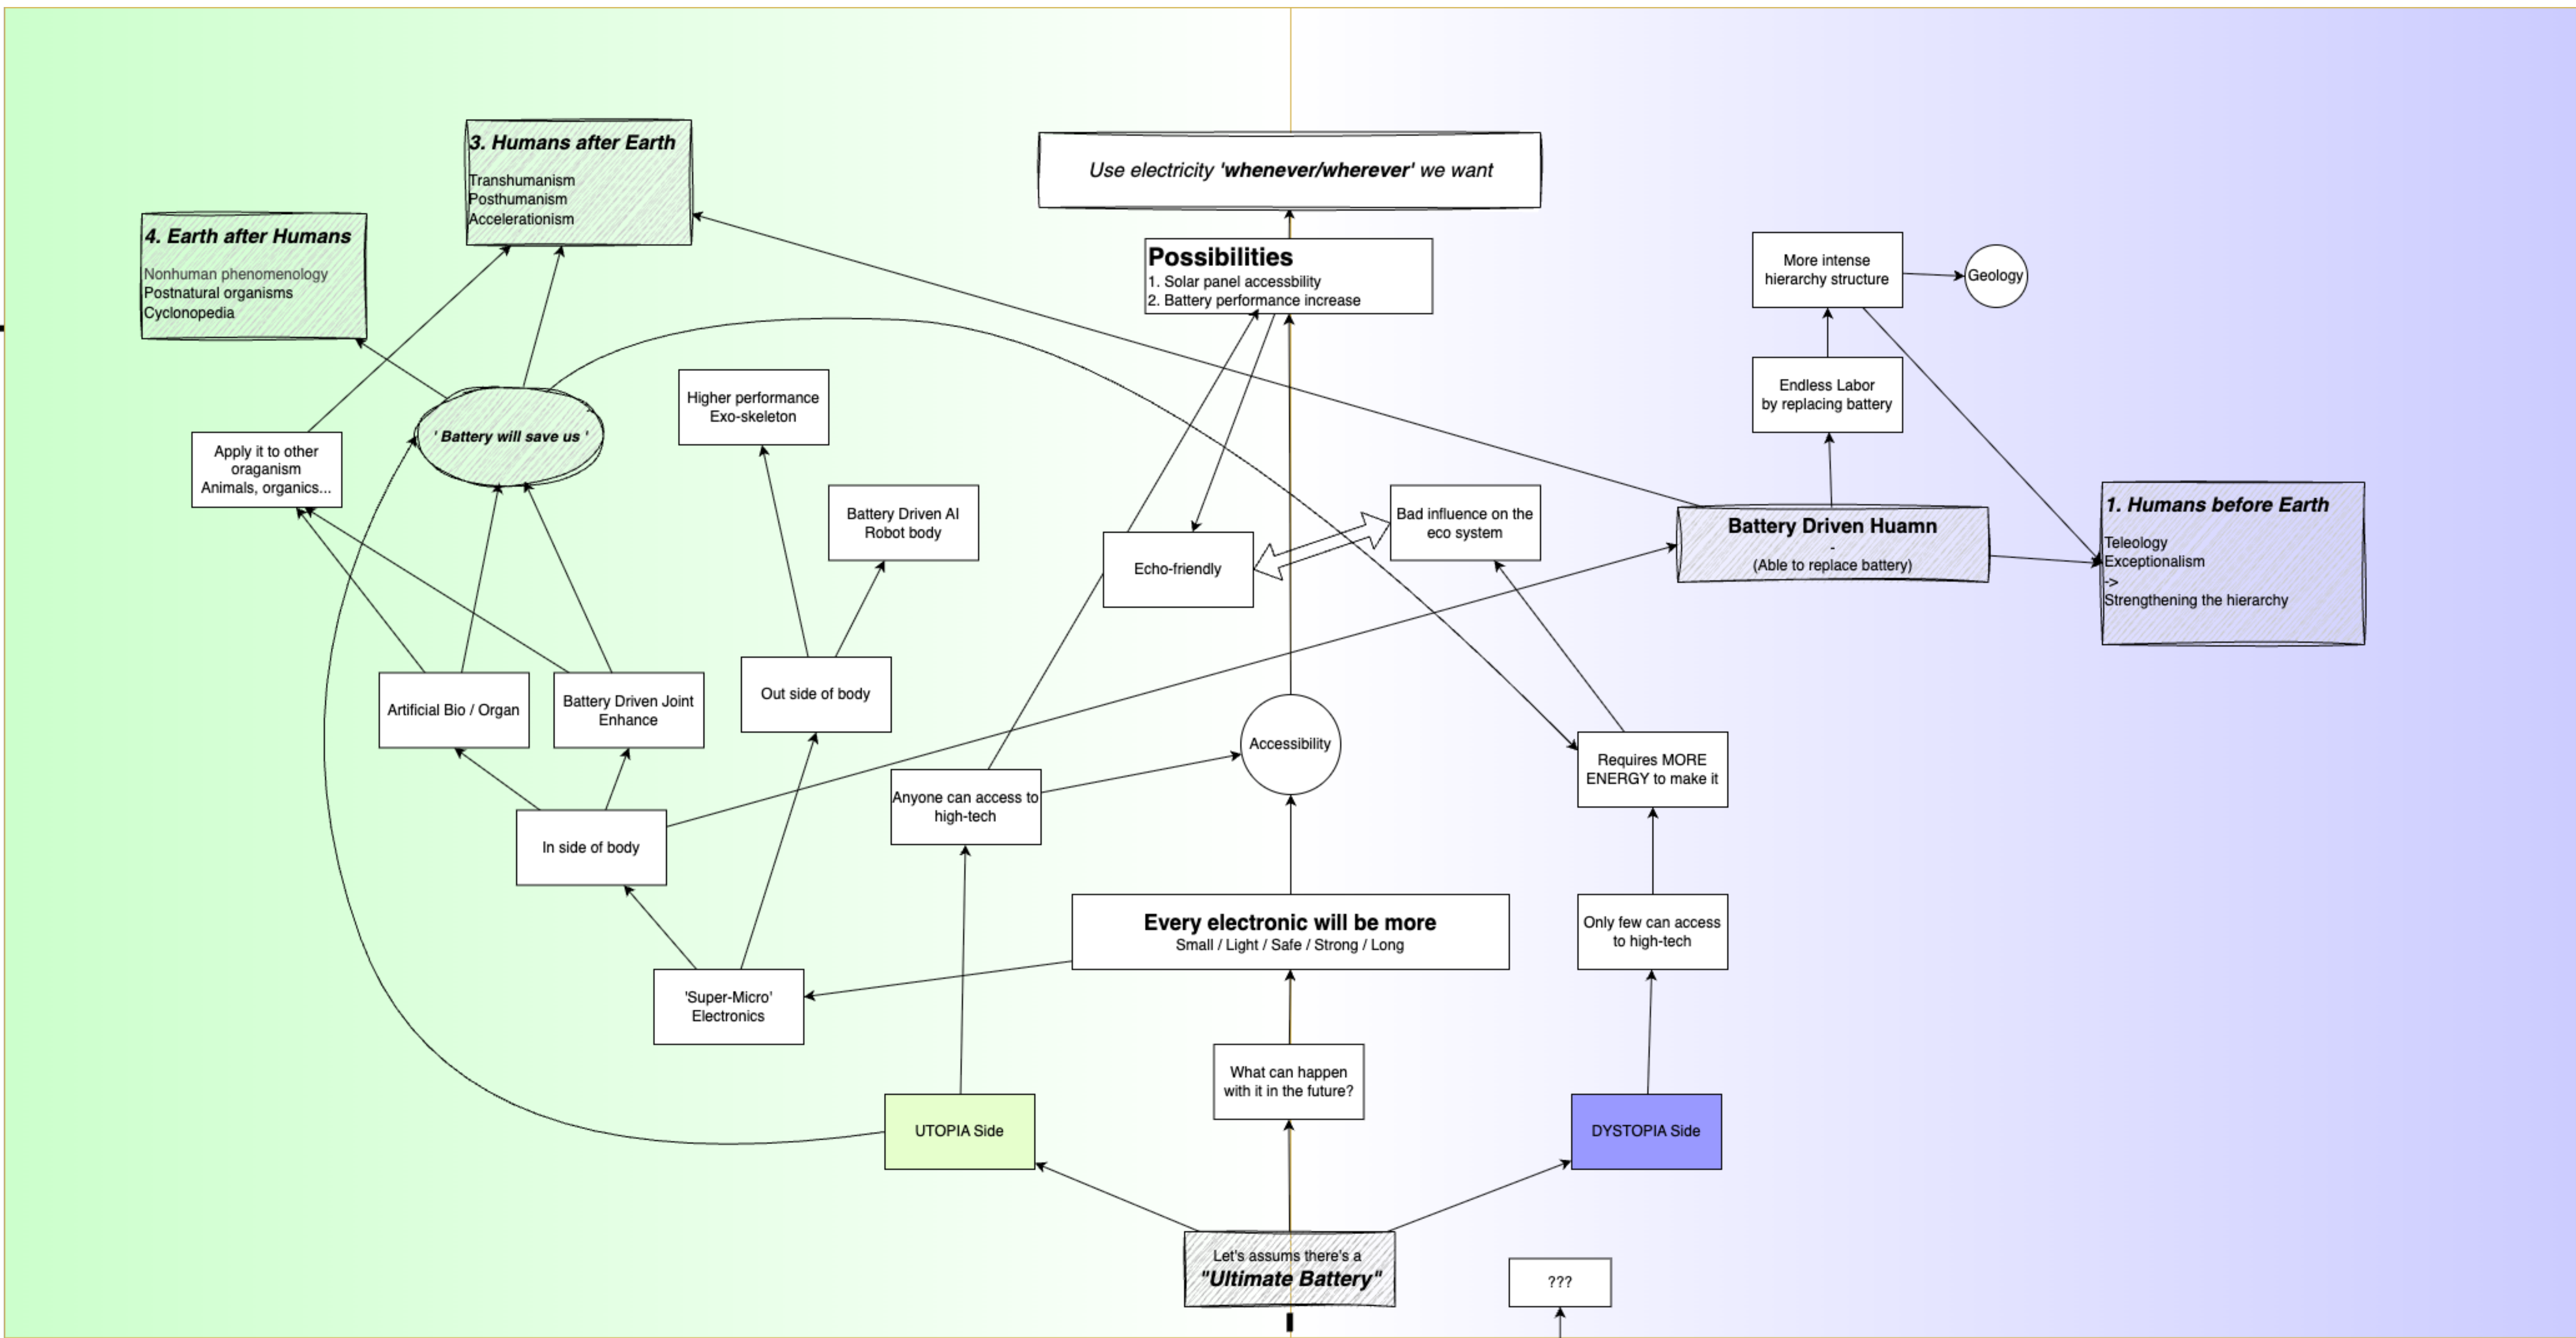 3. Humans after Earth
Transhumanism
Posthumanism
Accelerationism
Use electricity 'whenever/wherever' we want
4. Earth after Humans
Nonhuman phenomenology
Postnatural organisms
Cyclonopedia
Possibilities
1. Solar panel accessbility
2. Battery performance increase
More intense
hierarchy structure
Geology
Endless Labor
by replacing battery
Higher performance
Exo-skeleton
' Battery will save us '
Apply it to other
oraganism
Animals, organics...
Battery Driven AI
Robot body
Bad influence on the
eco system
Echo-friendly
Battery Driven Huamn
-
(Able to replace battery)
1. Humans before Earth
Teleology
Exceptionalism
->
Strengthening the hierarchy
Artificial Bio / Organ
Battery Driven Joint
Enhance
Out side of body
Accessibility
Requires MORE
ENERGY to make it
Anyone can access to
high-tech
In side of body
Every electronic will be more
Small / Light / Safe / Strong / Long
Only few can access
to high-tech
'Super-Micro'
Electronics
What can happen
with it in the future?
UTOPIA Side
DYSTOPIA Side
Let's assums there's a
"Ultimate Battery"
???